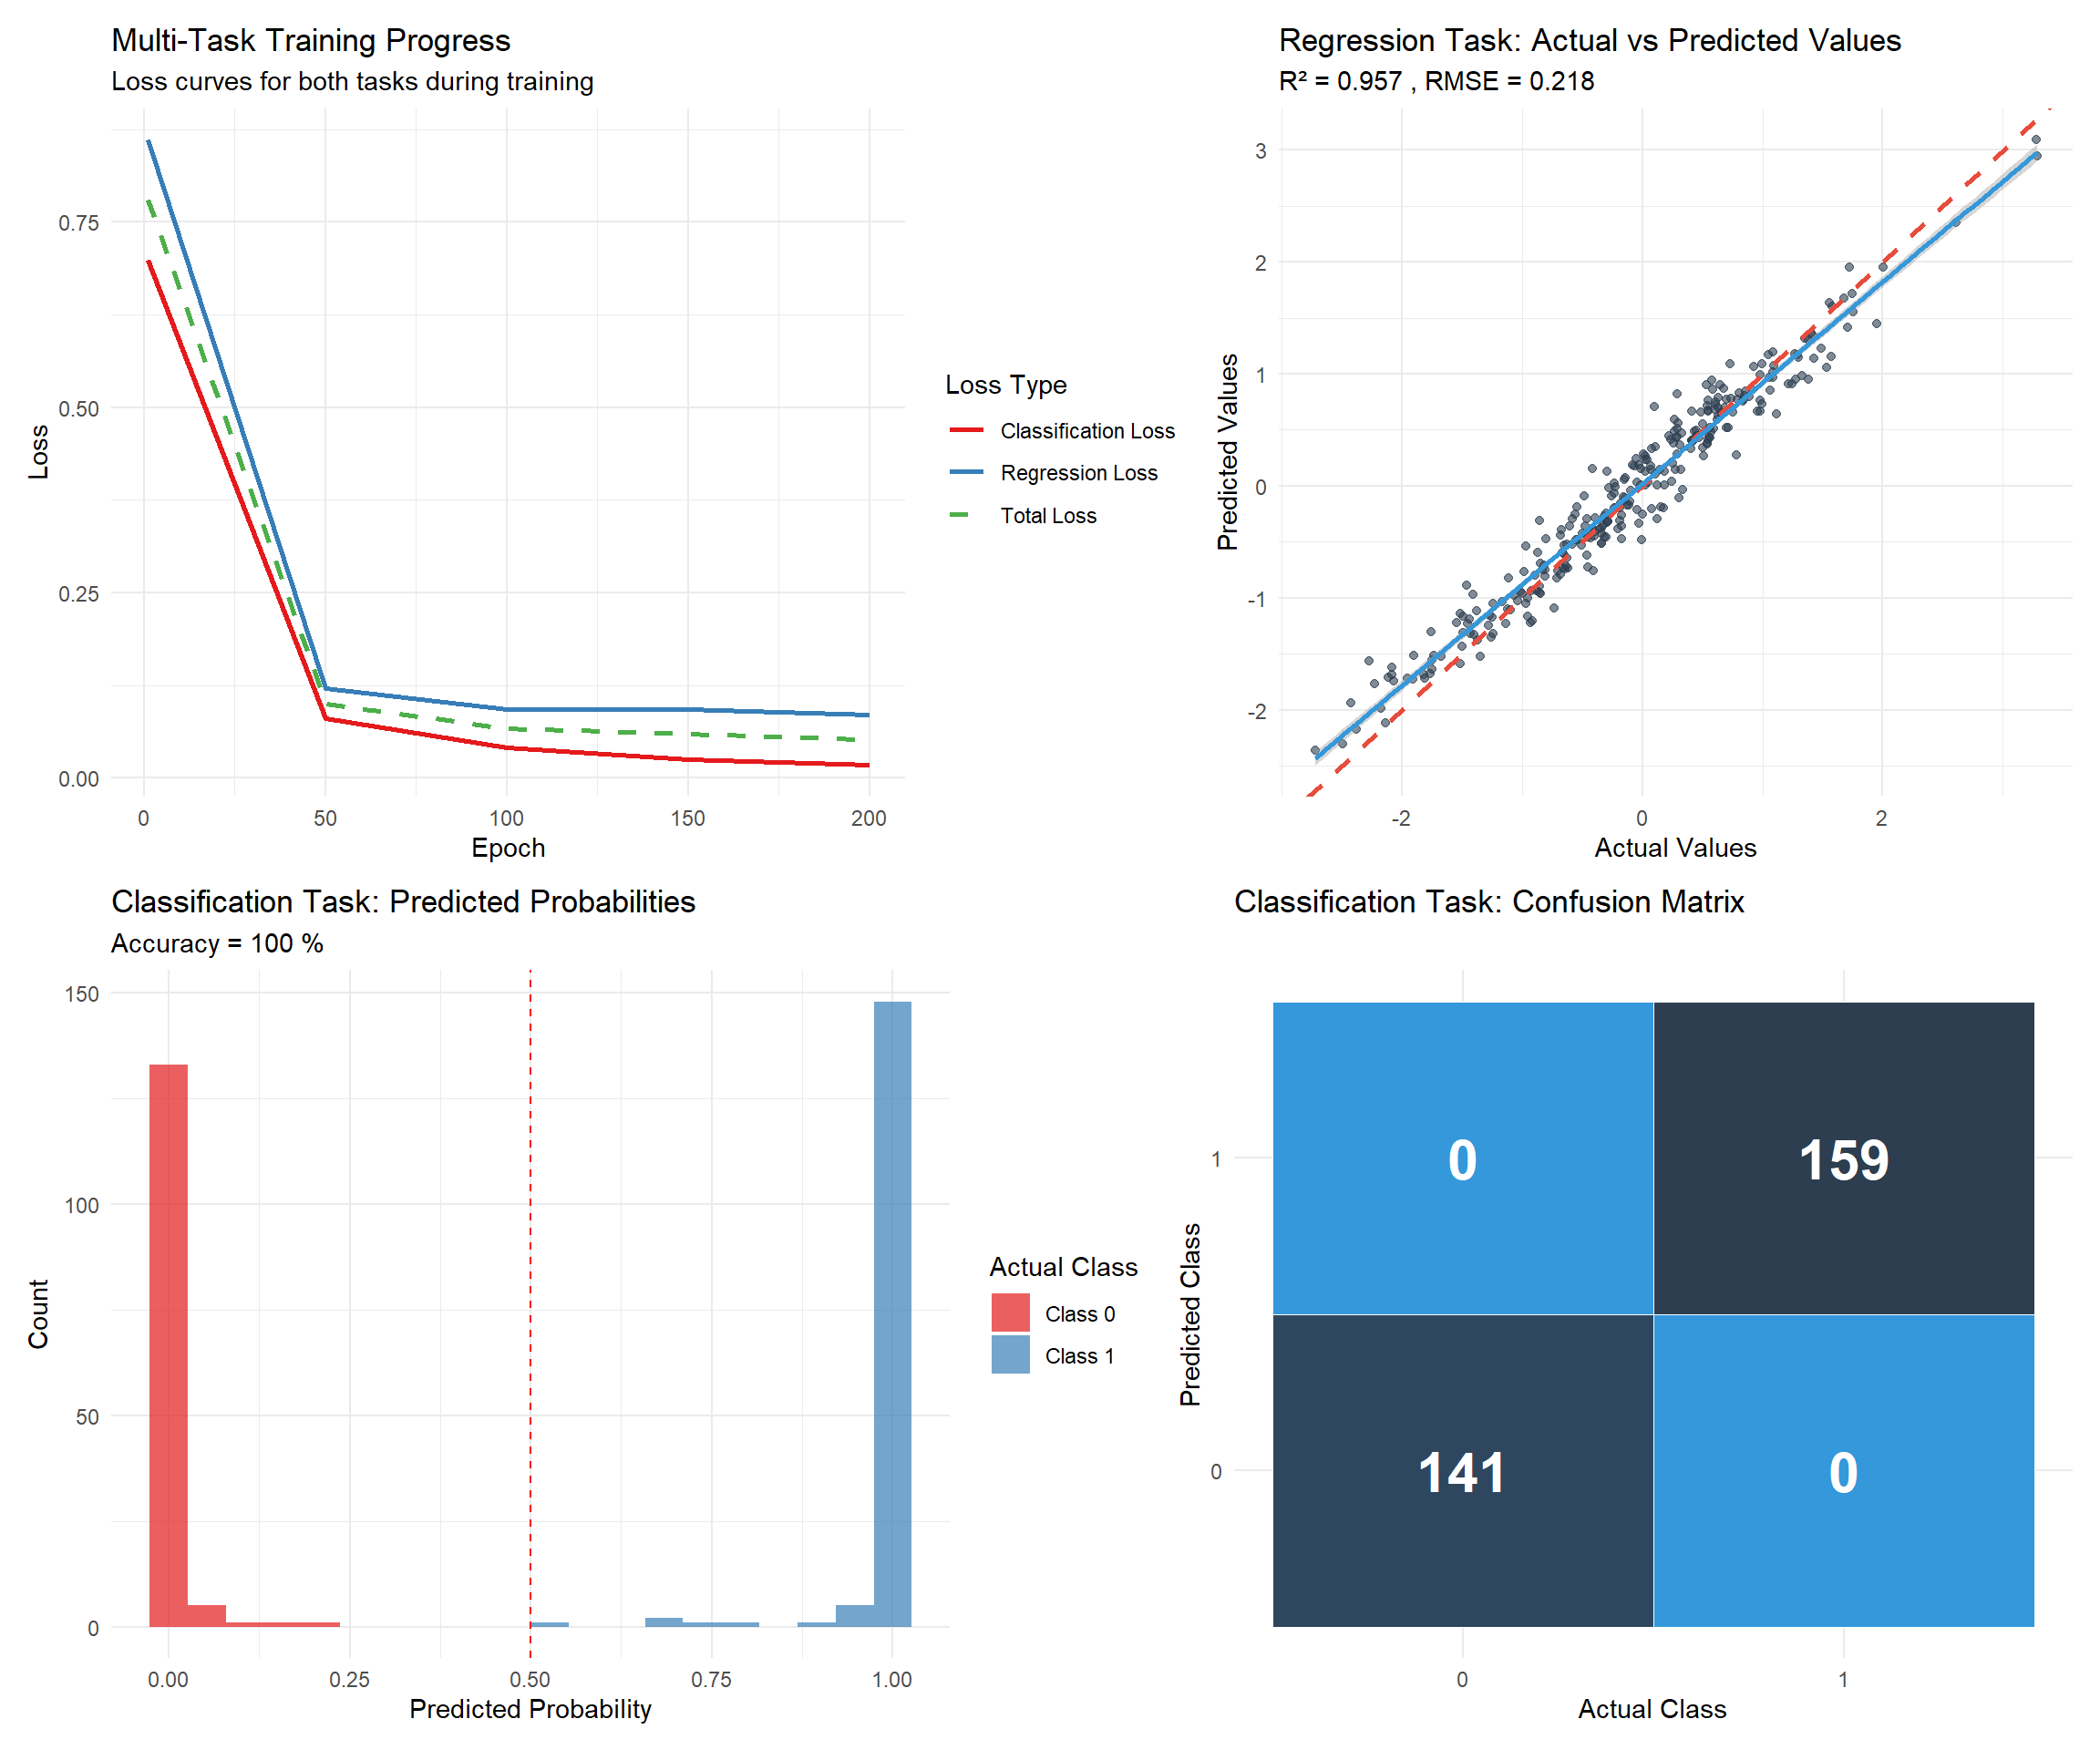 Multi-Task Training Progress
Loss curves for both tasks during training
0.75
0.50
0.25
0.00
Loss
0
50
100
150
200
Epoch
Loss Type
Classification Loss
Regression Loss
Total Loss
Regression Task: Actual vs Predicted Values
R² = 0.957 , RMSE = 0.218
3
2
1
0
-1
-2
Predicted Values
-2
0
2
Actual Values
Classification Task: Predicted Probabilities
Accuracy = 100 %
150
100
50
0
Count
0.00
0.25
0.50
0.75
1.00
Predicted Probability
Actual Class
Class 0
Class 1
Classification Task: Confusion Matrix
1
0
Predicted Class
0
159
141
0
0
1
Actual Class